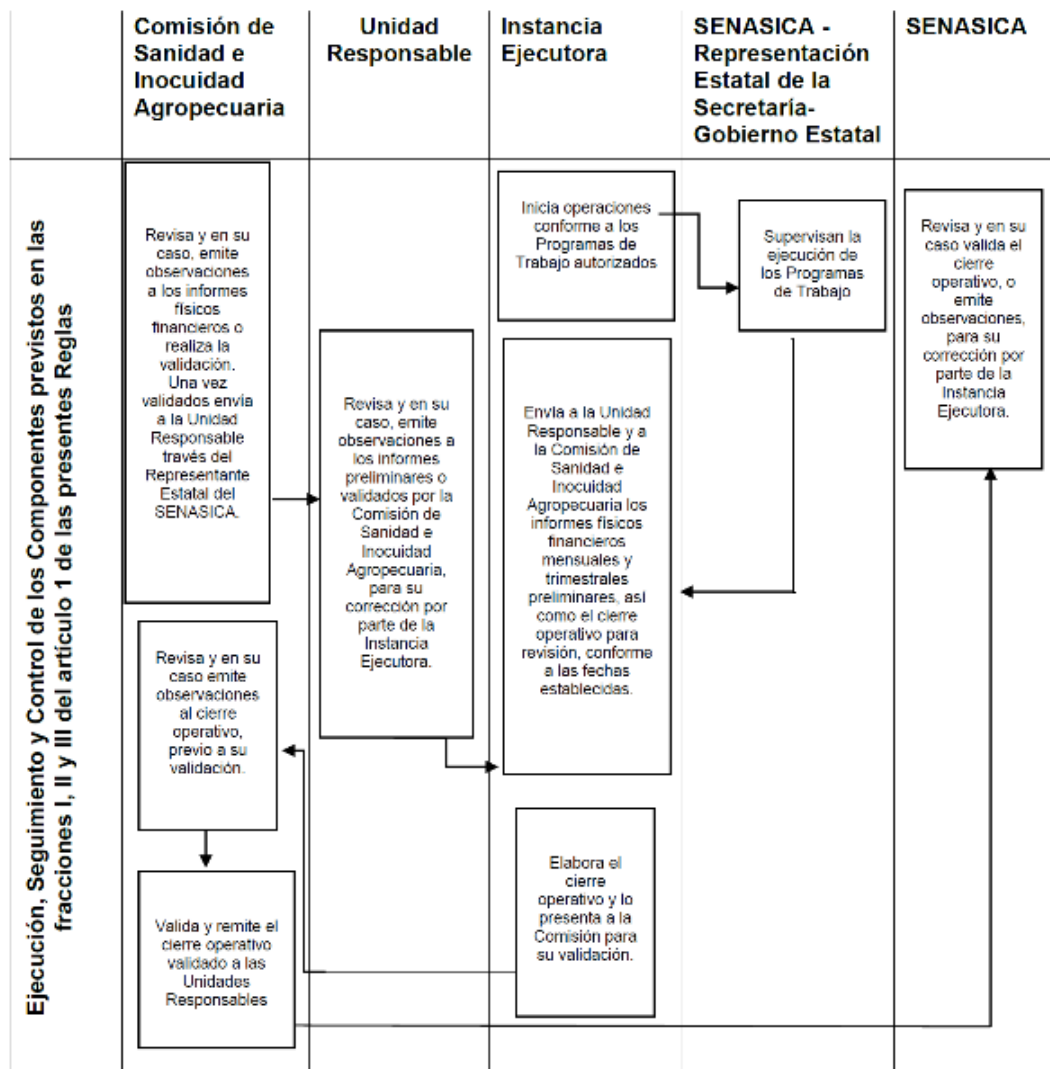 Comisión de
Sanidad e
Inocuidad
Agropecuaria
Unidad
Responsable
Instancia
Ejecutora
SENASICA -
Representación
Estatal de la
Secretaría-
Gobierno Estatal
SENASICA
Ejecución, Seguimiento y Control de los Componentes previstos en las
fracciones I, II y III del artículo 1 de las presentes Reglas
Revisa y en su
caso, emite
observaciones
a los informes
físicos
financieros o
realiza la
validación.
Una vez
validados envía
a la Unidad
Responsable
través del
Representante
Estatal del
SENASICA.
Revisa y en su
caso emite
observaciones
al cierre
operativo,
previo a su
validación.
Valida y remite el
cierre operativo
validado a las
Unidades
Responsables
Revisa y en su
caso, emite
observaciones a
los informes
preliminares o
validados por la
Comisión de
Sanidad e
Inocuidad
Agropecuaria,
para su
corrección por
parte de la
Instancia
Ejecutora.
Inicia operaciones
conforme a los
Programas de
Trabajo autorizados
Envía a la Unidad
Responsable y a
la Comisión de
Sanidad e
Inocuidad
Agropecuaria los
informes físicos
financieros
mensuales y
trimestrales
preliminares, así
como el cierre
operativo para
revisión, conforme
a las fechas
establecidas.
Elabora el
cierre
operativo y lo
presenta a la
Comisión para
su validación.
Supervisan la
ejecución de
los Programas
de Trabajo
Revisa y en su
caso valida el
cierre
operativo, o
emite
observaciones,
para su
corrección por
parte de la
Instancia
Ejecutora.